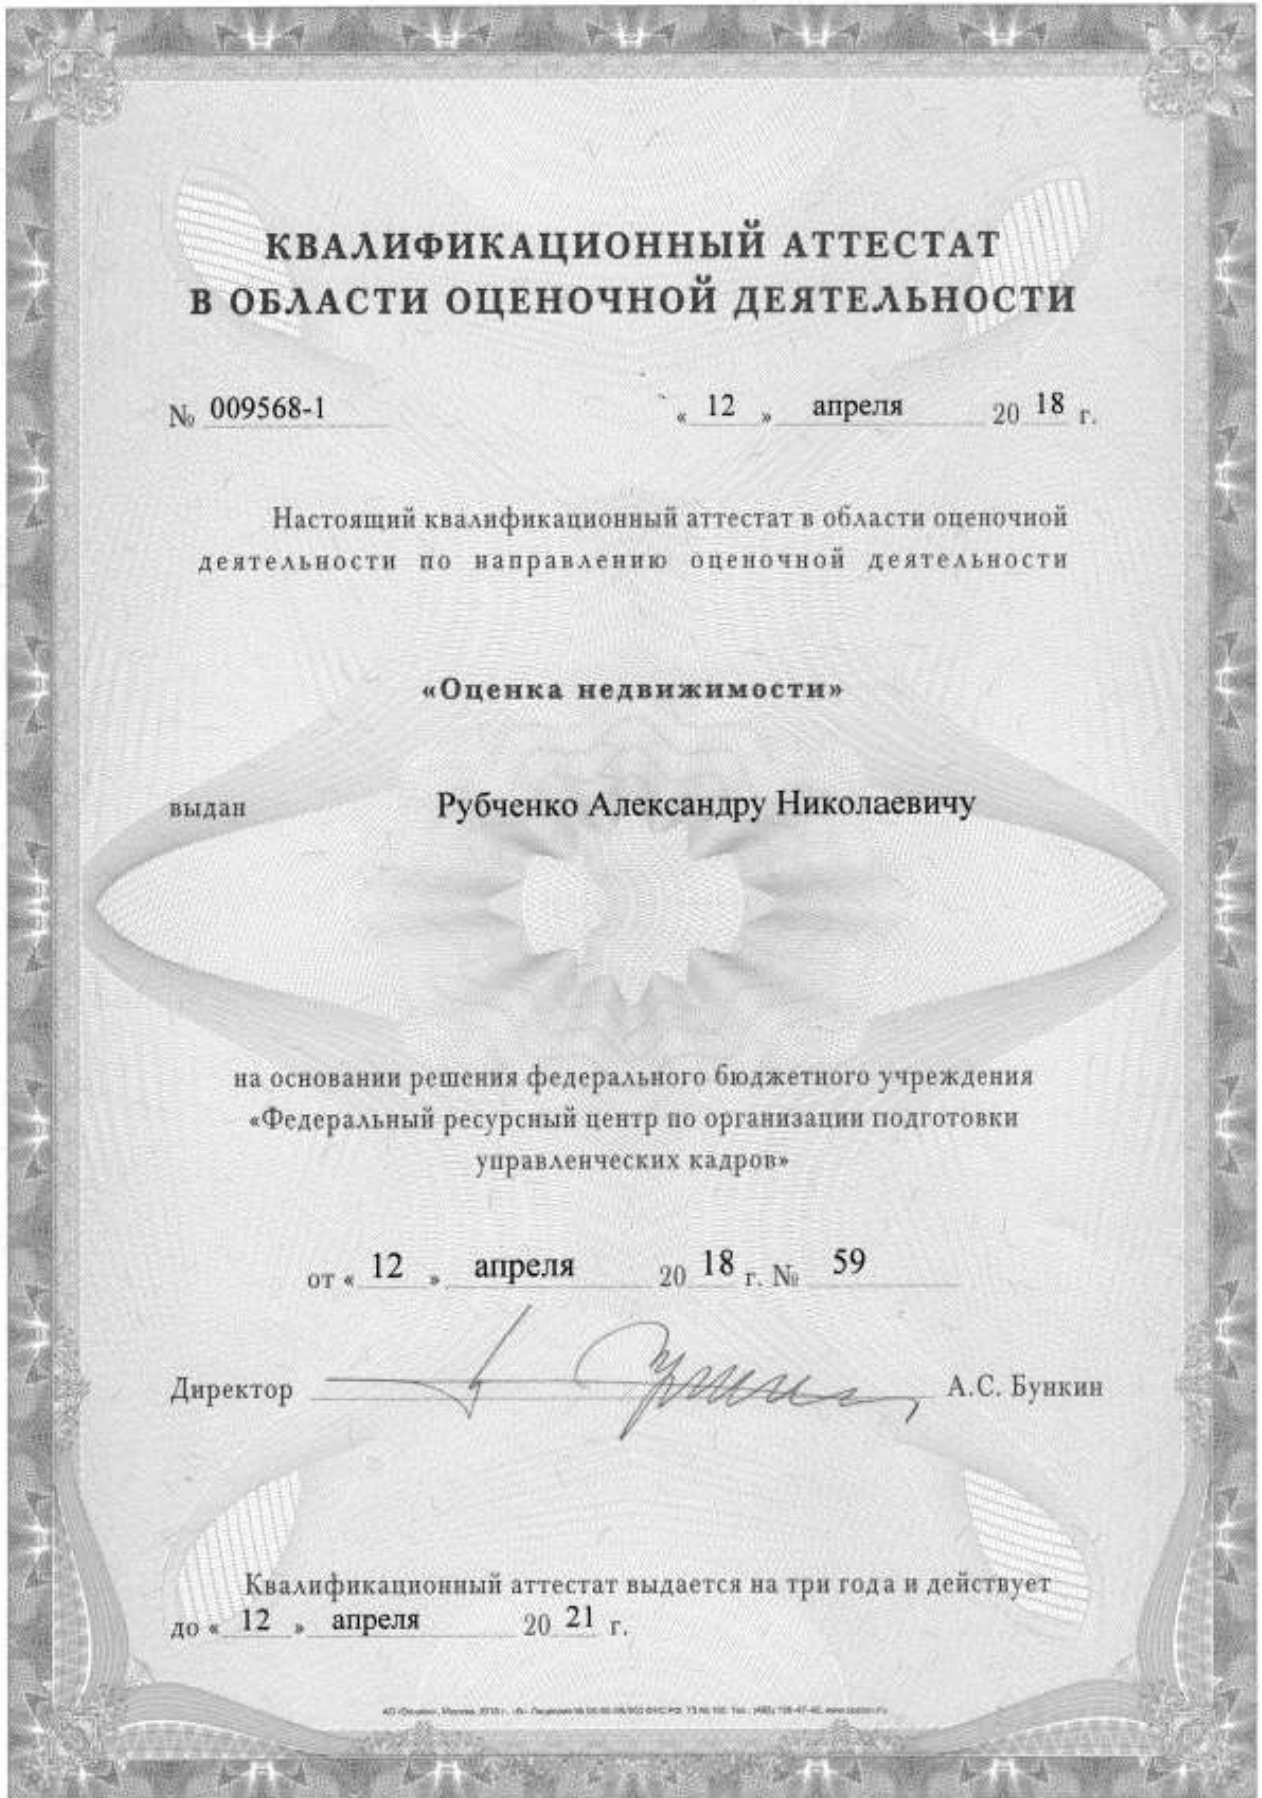 КВАЛИФИКАЦИОННЫЙ АТТЕСТАТ
В ОБЛАСТИ ОЦЕНОЧНОЙ ДЕЯТЕЛЬНОСТИ
№ 009568-1 « 12 » апреля 20 18 г.
Настоящий квалификационный аттестат в области оценочной
деятельности по направлению оценочной деятельности
«Оценка недвижимости»
выдан Рубченко Александру Николаевичу
на основании решения федерального бюджетного учреждения
«Федеральный ресурсный центр по организации подготовки
управленческих кадров»
от « 12 » апреля 20 18 г. № 59
Директор А.С. Бункин
Квалификационный аттестат выдается на три года и действует
до « 12 » апреля 20 21 г.